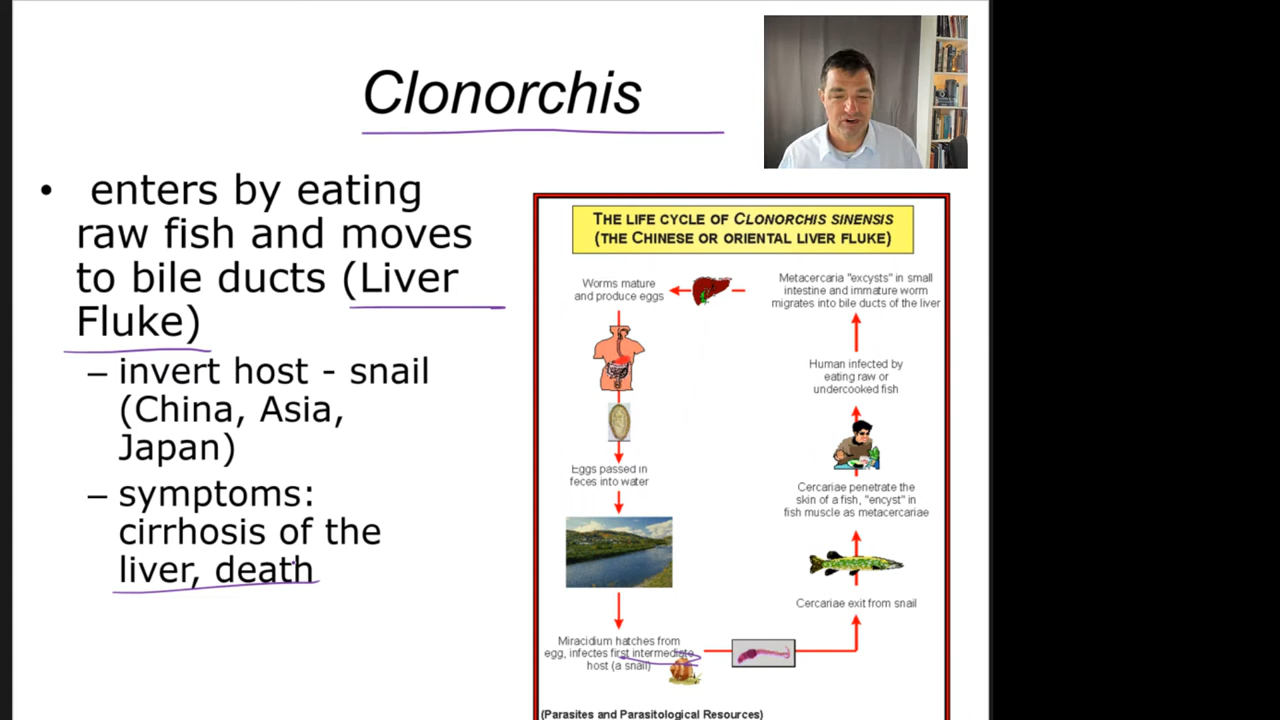 Clonorchis
• enters by eating
raw fish and moves
to bile ducts (Liver
Fluke)
– invert host - snail
(China, Asia,
Japan)
– symptoms:
cirrhosis of the
liver, death
THE LIFE CYCLE OF CLONORCHIS SINENSIS
(THE CHINESE OR ORIENTAL LIVER FLUKE)
Worms mature
and produce eggs
Eggs passed in
feces into water
Miracidium hatches from
egg, infectes first intermediate
host (a snail)
Cercariae exit from snail
Cercariae penetrate the
skin of a fish, "encyst" in
fish muscle as metacercariae
Human infected by
eating raw or
undercooked fish
Metacercaria "excysts" in small
intestine and immature worm
migrates into bile ducts of the liver
(Parasites and Parasitological Resources)